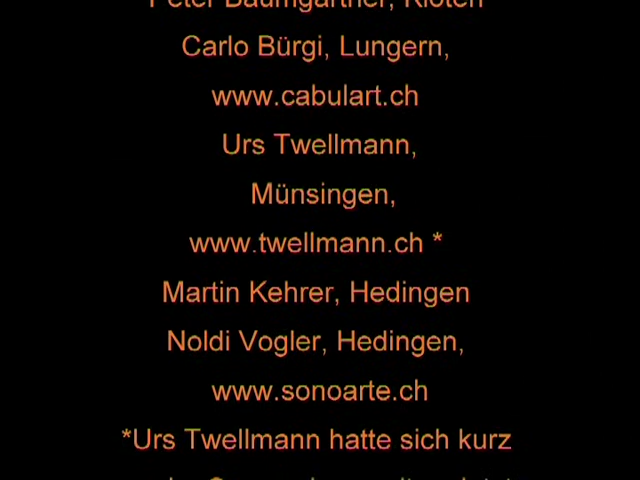 Peter Baumgartner, Kloten
Carlo Bürgi, Lungern,
www.cabulart.ch
Urs Twellmann,
Münsingen,
www.twellmann.ch *
Martin Kehrer, Hedingen
Noldi Vogler, Hedingen,
www.sonoarte.ch
*Urs Twellmann hatte sich kurz